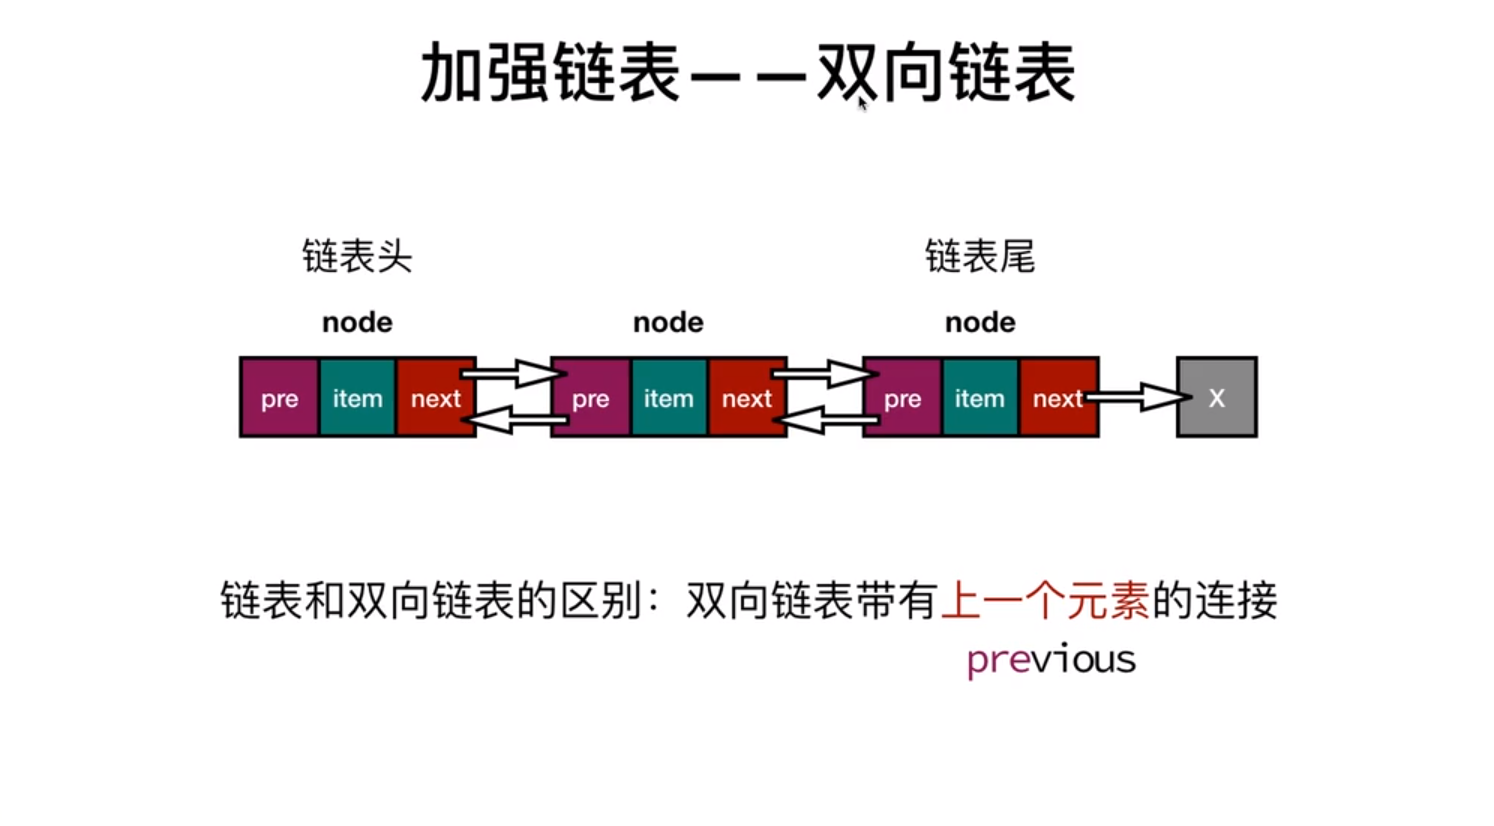 加强链表——双向链表
链表头 链表尾
node node node
pre item next pre item next pre item next X
链表和双向链表的区别：双向链表带有上一个元素的连接
previous